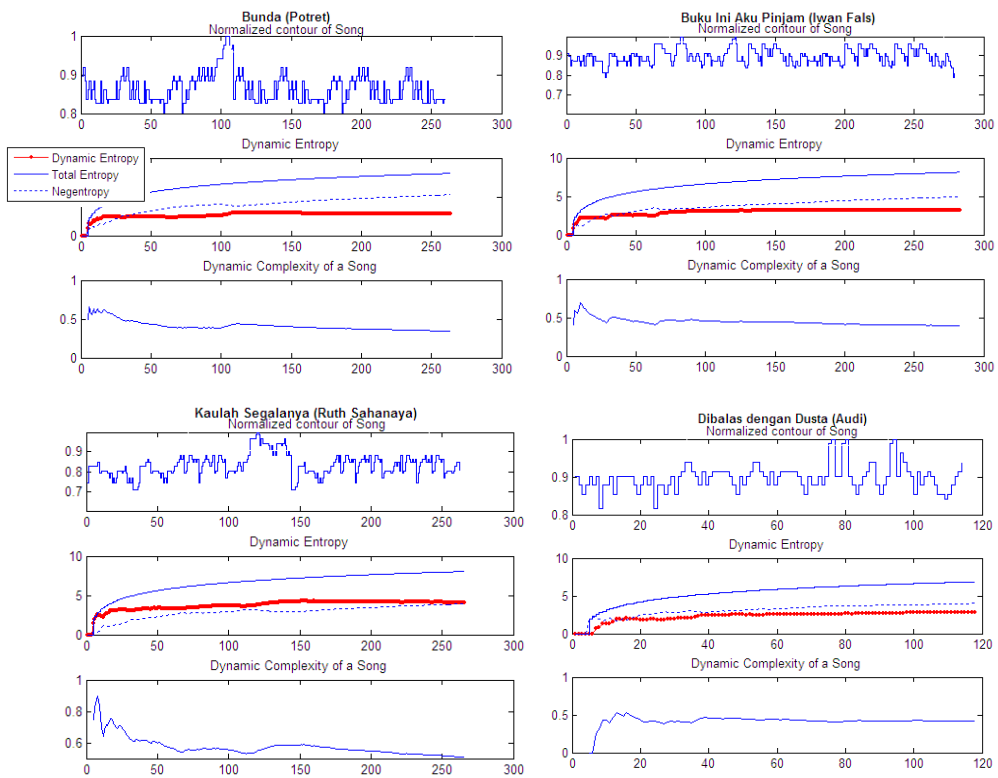 Bunda (Potret)
Normalized contour of Song
1
0.9
0.8
0 50 100 150 200 250 300
Dynamic Entropy
Dynamic Entropy
Total Entropy
Negentropy
0
0 50 100 150 200 250 300
Dynamic Complexity of a Song
1
0.5
0
0 50 100 150 200 250 300
Buku Ini Aku Pinjam (Iwan Fals)
Normalized contour of Song
0.9
0.8
0.7
0 50 100 150 200 250 300
Dynamic Entropy
10
5
0
0 50 100 150 200 250 300
Dynamic Complexity of a Song
1
0.5
0
0 50 100 150 200 250 300
Kaulah Segalanya (Ruth Sahanaya)
Normalized contour of Song
0.9
0.8
0.7
0 50 100 150 200 250 300
Dynamic Entropy
10
5
0
0 50 100 150 200 250 300
Dynamic Complexity of a Song
1
0.8
0.6
0 50 100 150 200 250 300
Dibalas dengan Dusta (Audi)
Normalized contour of Song
1
0.9
0.8
0 20 40 60 80 100 120
Dynamic Entropy
10
5
0
0 20 40 60 80 100 120
Dynamic Complexity of a Song
1
0.5
0
0 20 40 60 80 100 120